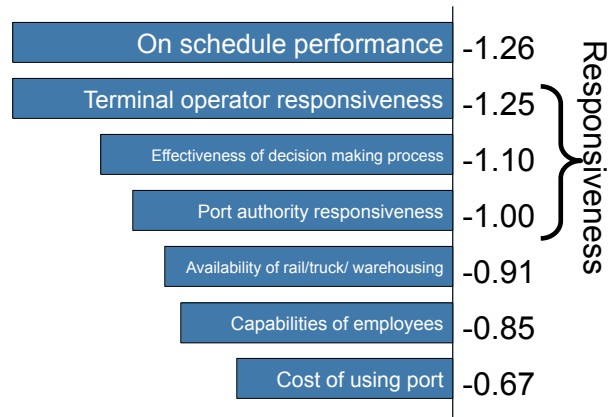 On schedule performance -1.26
Terminal operator responsiveness -1.25
Effectiveness of decision making process -1.10
Port authority responsiveness -1.00
Availability of rail/truck/ warehousing -0.91
Capabilities of employees -0.85
Cost of using port -0.67
Responsiveness